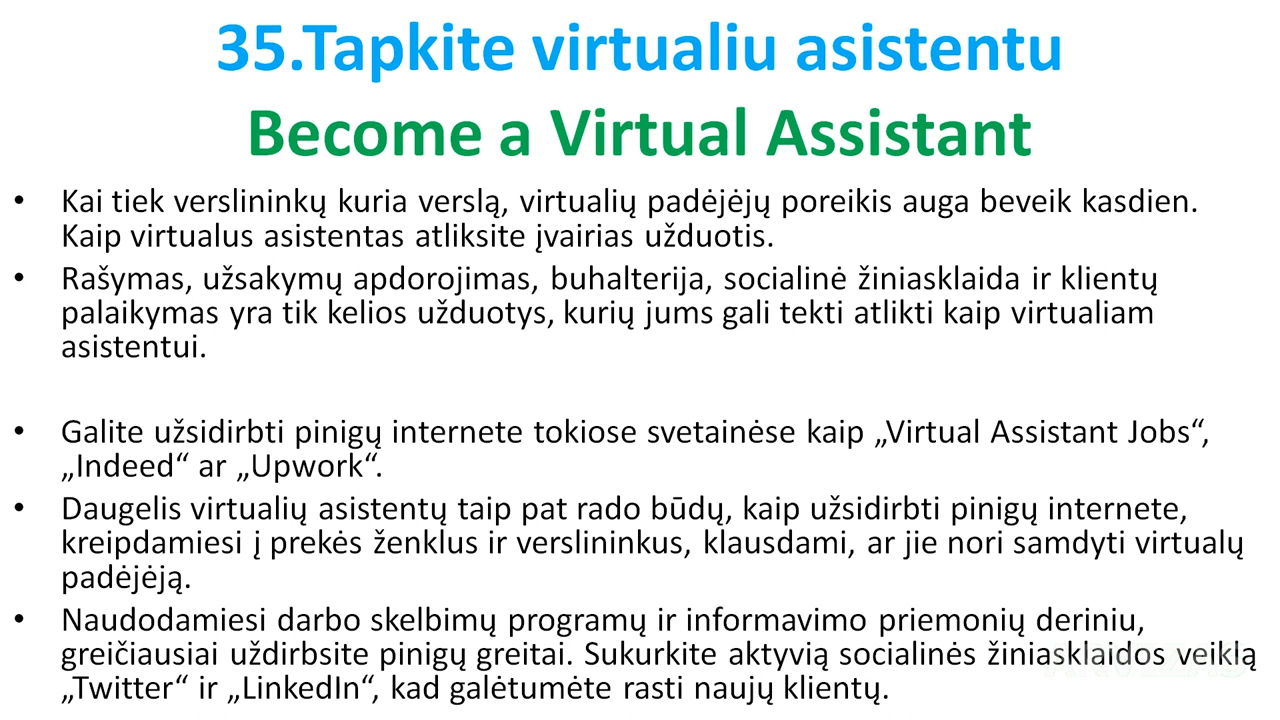 35.Tapkite virtualiu asistentu
Become a Virtual Assistant
• Kai tiek verslininkų kuria verslą, virtualių padėjėjų poreikis auga beveik kasdien.
Kaip virtualus asistentas atliksite įvairias užduotis.
• Rašymas, užsakymų apdorojimas, buhalterija, socialinė žiniasklaida ir klientų
palaikymas yra tik kelios užduotys, kurių jums gali tekti atlikti kaip virtualiam
asistentui.
• Galite užsidirbti pinigų internete tokiose svetainėse kaip „Virtual Assistant Jobs“,
„Indeed“ ar „Upwork“.
• Daugelis virtualių asistentų taip pat rado būdų, kaip užsidirbti pinigų internete,
kreipdamiesi į prekės ženklus ir verslininkus, klausdami, ar jie nori samdyti virtualų
padėjėją.
• Naudodamiesi darbo skelbimų programų ir informavimo priemonių deriniu,
greičiausiai uždirbsite pinigų greitai. Sukurkite aktyvią socialinės žiniasklaidos veiklą
„Twitter“ ir „LinkedIn“, kad galėtumėte rasti naujų klientų.